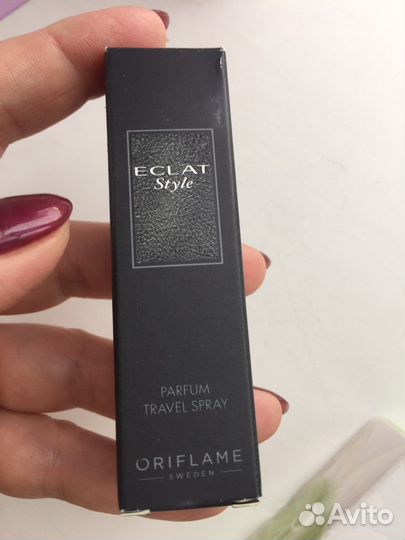 ECLAT
Style
PARFUM
TRAVEL SPRAY
ORIFLAME
SWEDEN
Avito